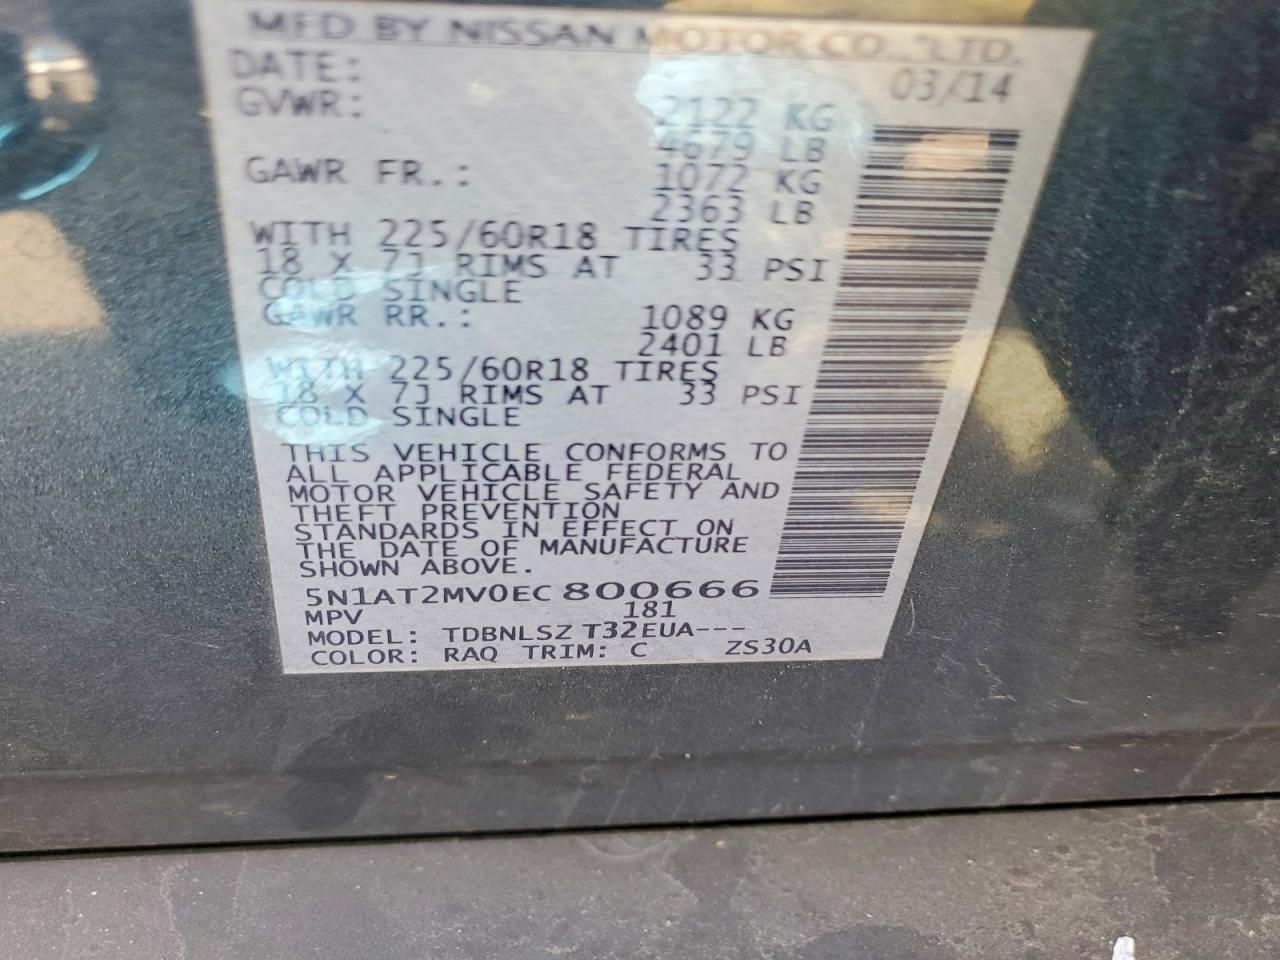 MFD BY NISSAN MOTOR CO., LTD.
DATE: 03/14
GVWR: 2122 KG
4679 LB
GAWR FR.: 1072 KG
2363 LB
WITH 225/60R18 TIRES
18 X 7J RIMS AT 33 PSI
COLD SINGLE
GAWR RR.: 1089 KG
2401 LB
WITH 225/60R18 TIRES
18 X 7J RIMS AT 33 PSI
COLD SINGLE
THIS VEHICLE CONFORMS TO
ALL APPLICABLE FEDERAL
MOTOR VEHICLE SAFETY AND
THEFT PREVENTION
STANDARDS IN EFFECT ON
THE DATE OF MANUFACTURE
SHOWN ABOVE.
5N1AT2MV0EC800666
MPV 181
MODEL: TDBNLSZ T32EUA---
COLOR: RAQ TRIM: C ZS30A